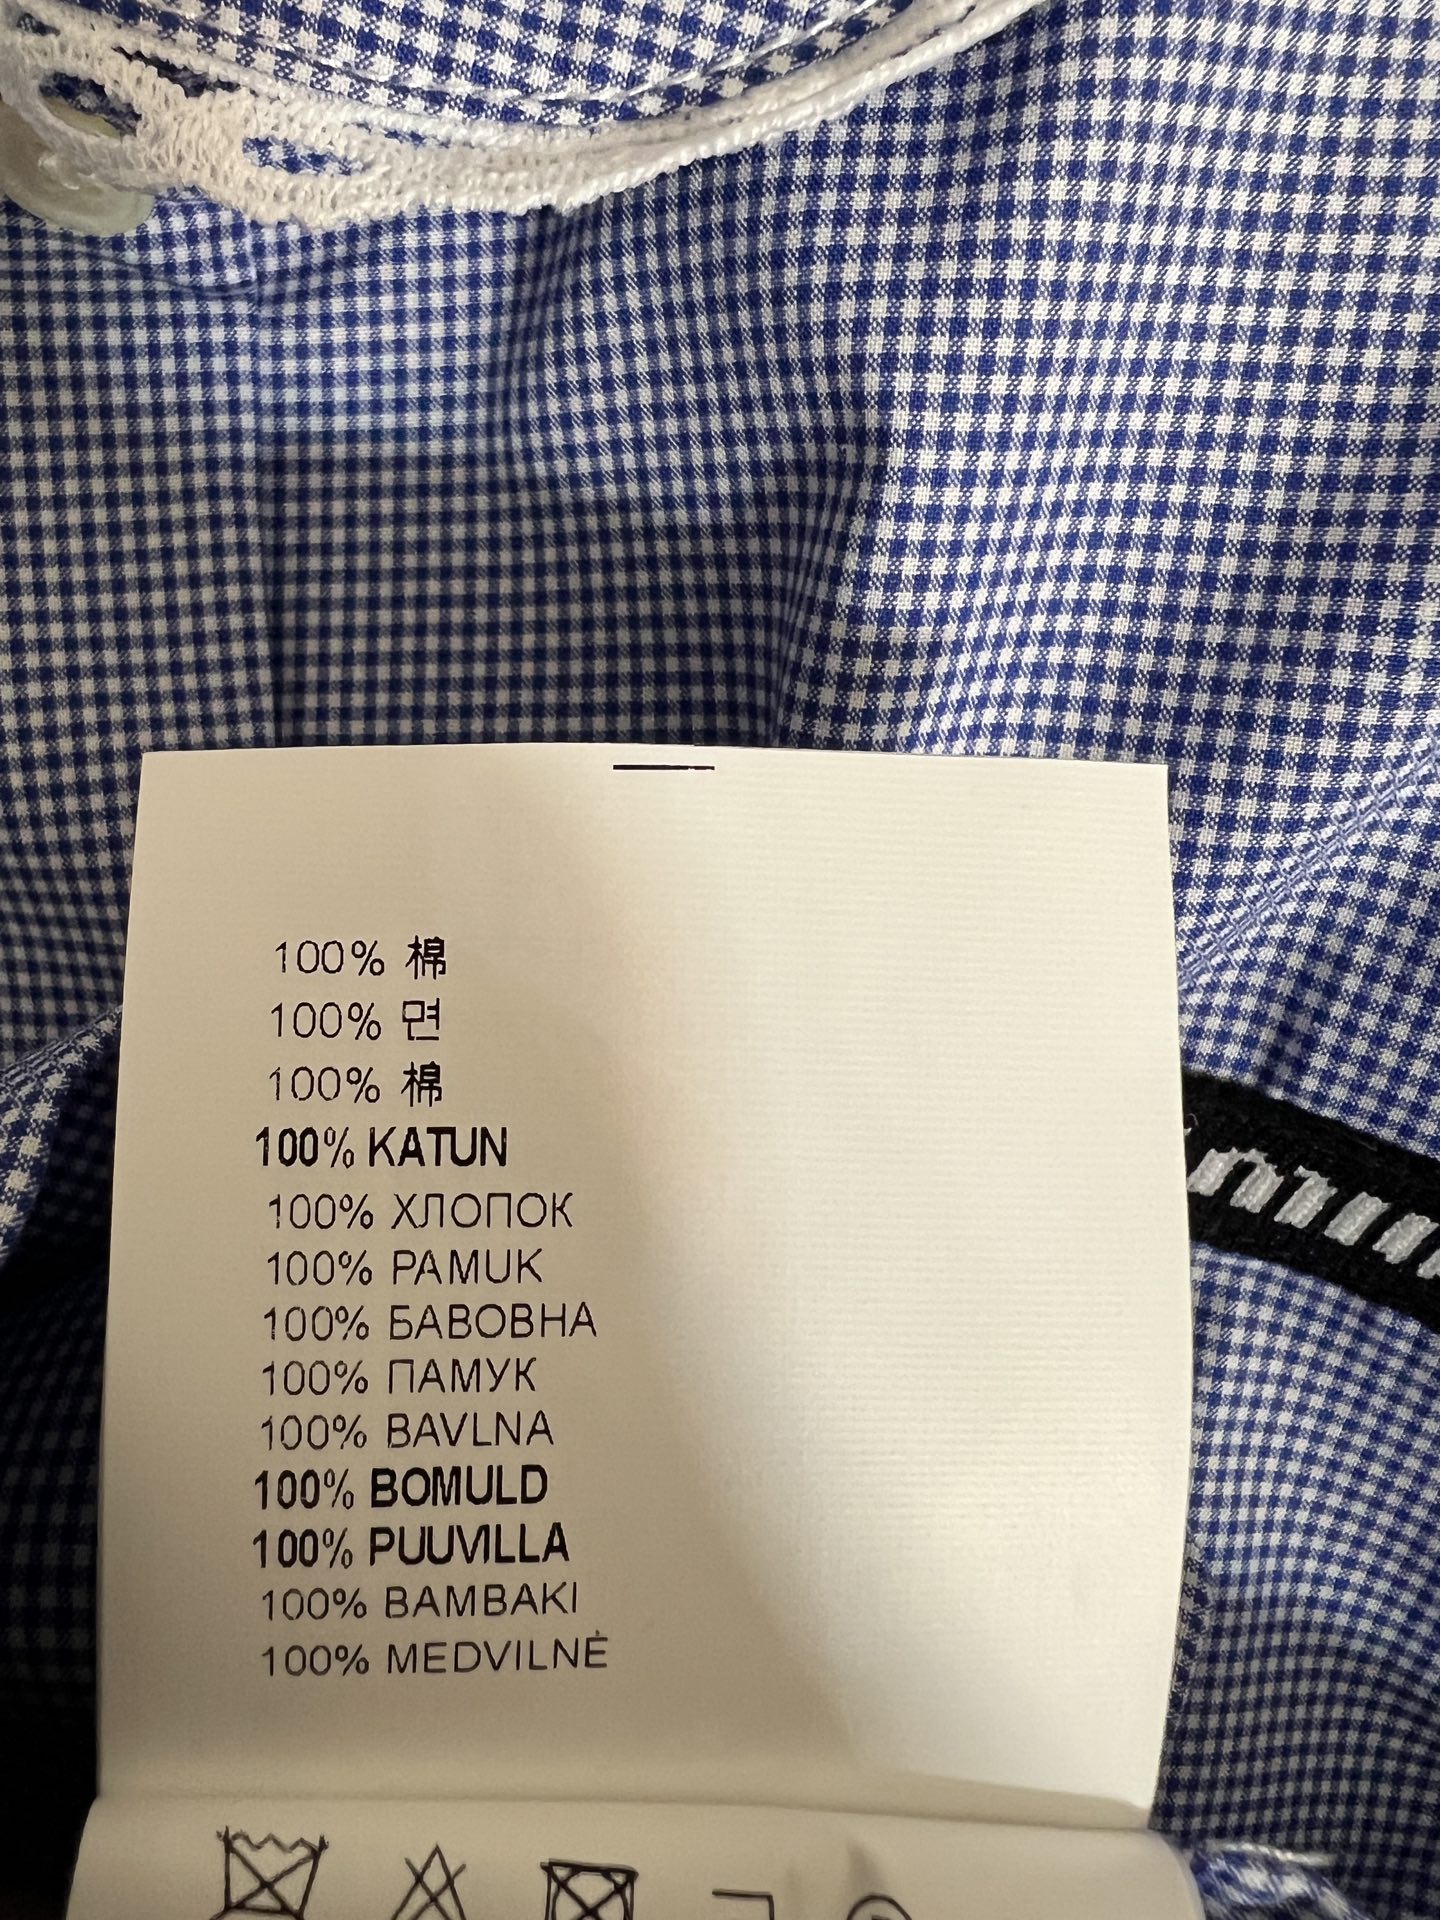 100% 棉
100% 면
100% 棉
100% KATUN
100% ХЛОПОК
100% PAMUK
100% БАВОВНА
100% ПАМУК
100% BAVLNA
100% BOMULD
100% PUUVILLA
100% BAMBAKI
100% MEDVILNĖ